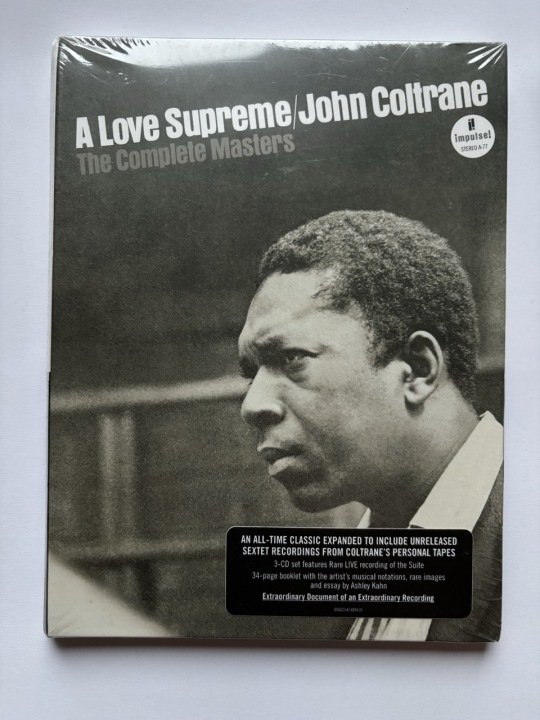 A Love Supreme/John Coltrane
The Complete Masters
impulse!
STEREO A-77
AN ALL-TIME CLASSIC EXPANDED TO INCLUDE UNRELEASED
SEXTET RECORDINGS FROM COLTRANE'S PERSONAL TAPES
3-CD set features Rare LIVE recording of the Suite
34-page booklet with the artist's musical notations, rare images
and essay by Ashley Kahn
Extraordinary Document of an Extraordinary Recording